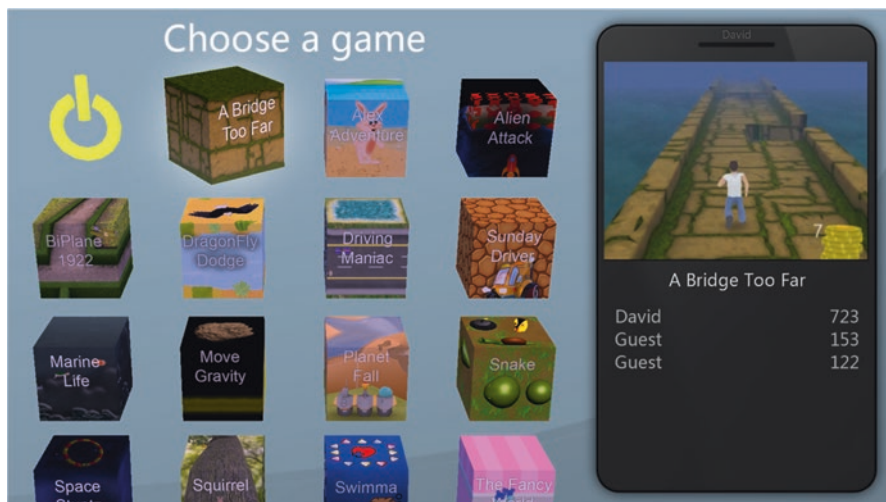 Choose a game
A Bridge
Too Far
Alex
Adventure
Alien
Attack
BiPlane
1922
DragonFly
Dodge
Driving
Maniac
Sunday
Driver
Marine
Life
Move
Gravity
Planet
Fall
Snake
Space
Squirrel
Swimma
The Fancy
David
7
A Bridge Too Far
David 723
Guest 153
Guest 122